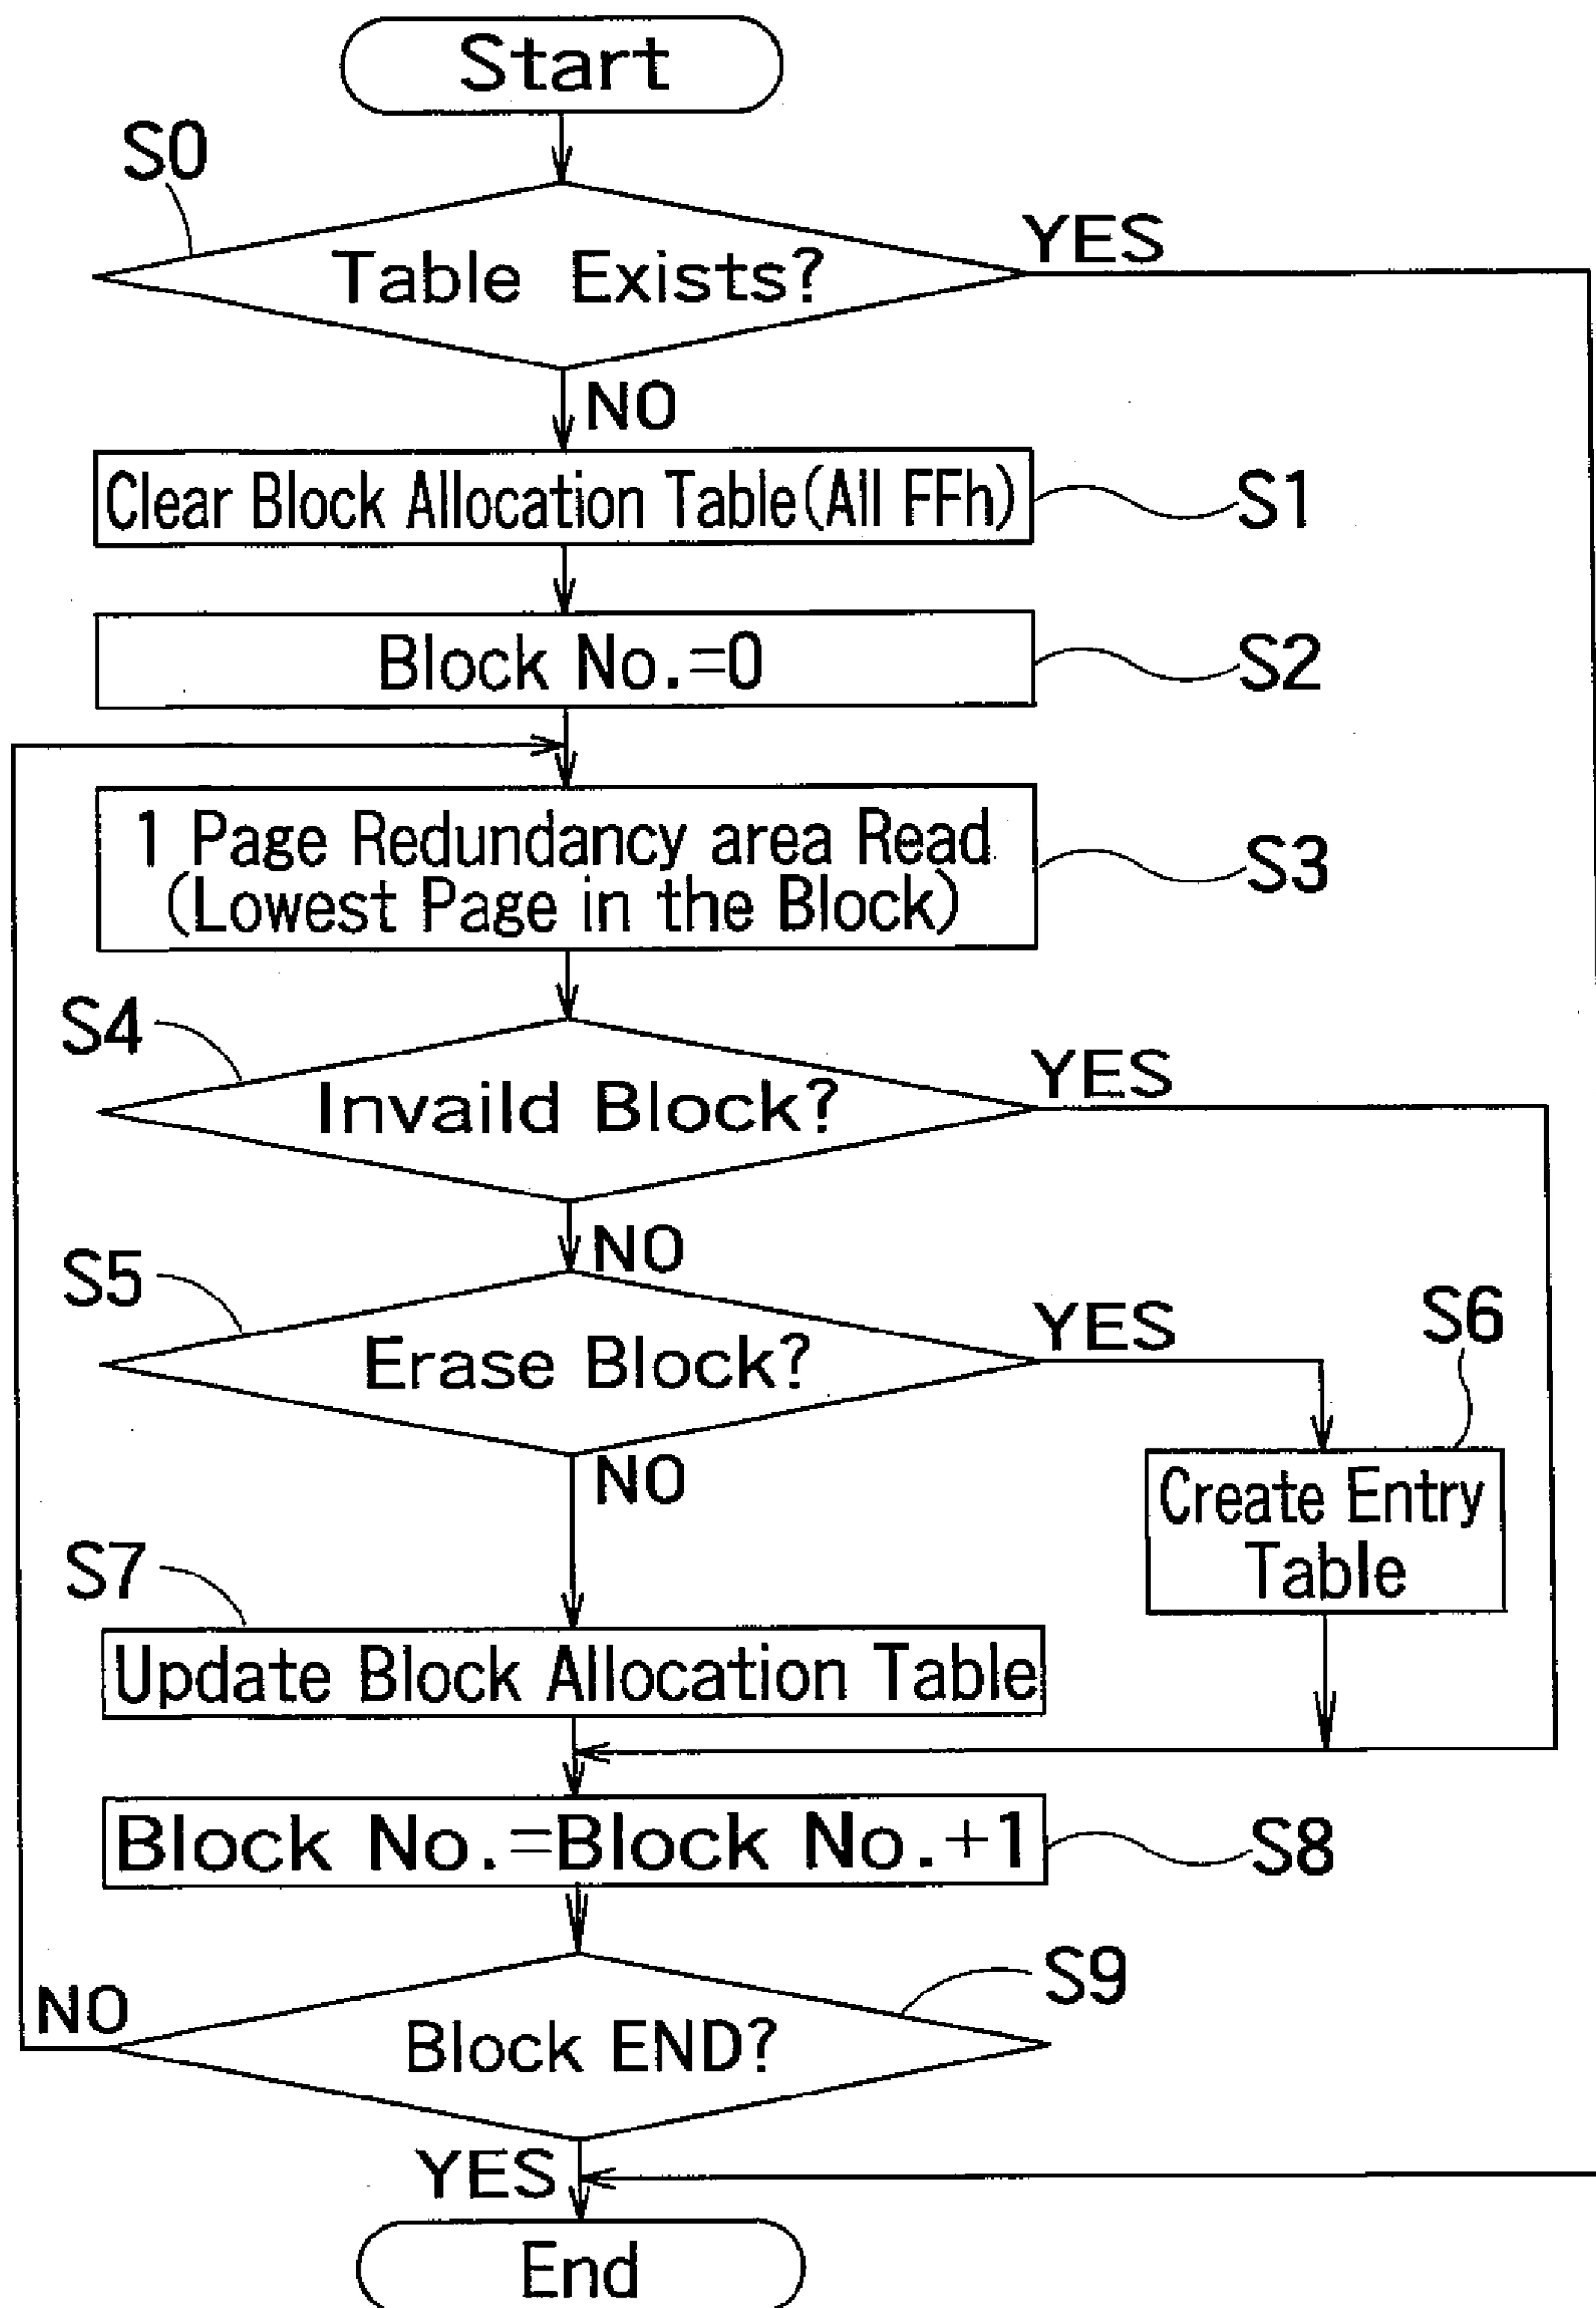 Start
S0
Table Exists?
YES
NO
Clear Block Allocation Table(All FFh)
S1
Block No.=0
S2
1 Page Redundancy area Read
(Lowest Page in the Block)
S3
S4
Invaild Block?
YES
NO
S5
Erase Block?
YES
S6
NO
Create Entry
Table
S7
Update Block Allocation Table
Block No.=Block No.+1
S8
S9
NO
Block END?
YES
End